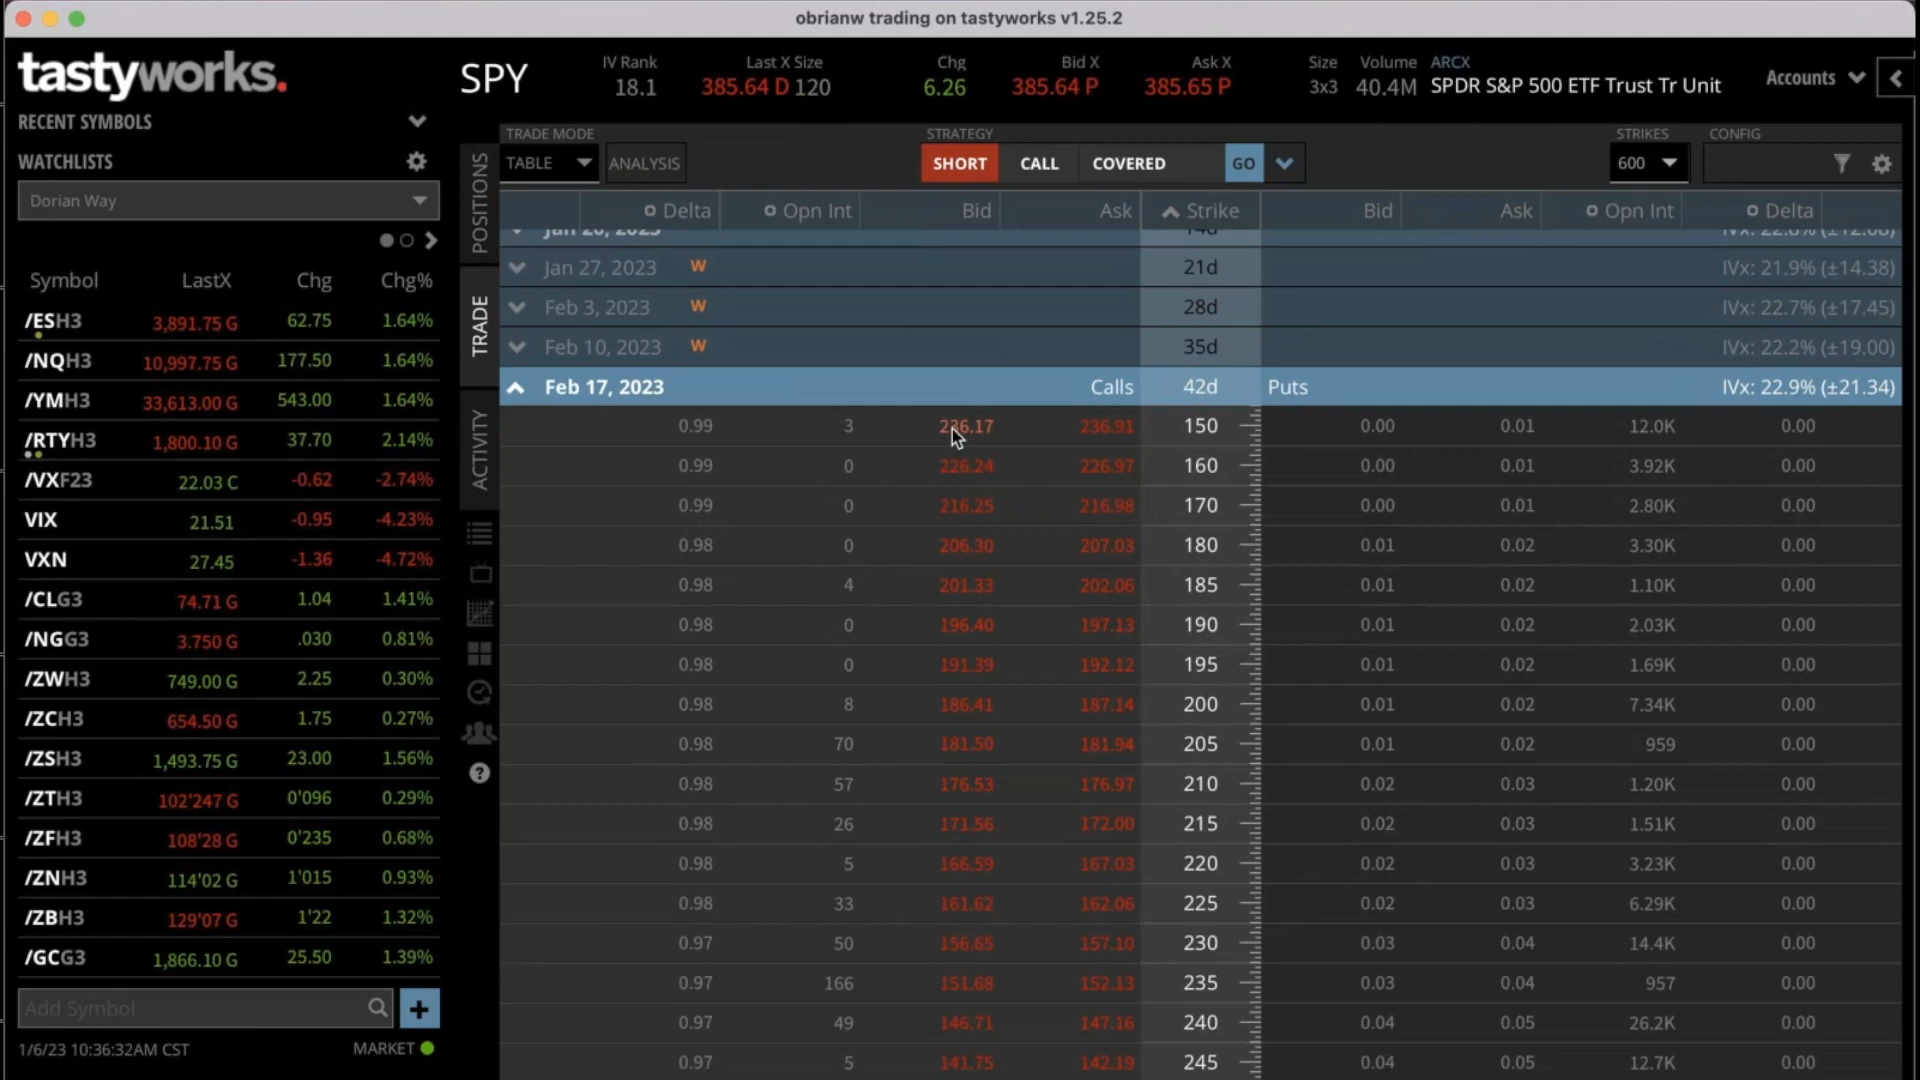 obrianw trading on tastyworks v1.25.2
tastyworks.
SPY
IV Rank 18.1
Last X Size 385.64 D 120
Chg 6.26
Bid X 385.64 P
Ask X 385.65 P
Size 3x3
Volume 40.4M
ARCX
SPDR S&P 500 ETF Trust Tr Unit
Accounts
RECENT SYMBOLS
WATCHLISTS
Dorian Way
Symbol LastX Chg Chg%
/ESH3 3,891.75 G 62.75 1.64%
/NQH3 10,997.75 G 177.50 1.64%
/YMH3 33,613.00 G 543.00 1.64%
/RTYH3 1,800.10 G 37.70 2.14%
/VXF23 22.03 C -0.62 -2.74%
VIX 21.51 -0.95 -4.23%
VXN 27.45 -1.36 -4.72%
/CLG3 74.71 G 1.04 1.41%
/NGG3 3.750 G .030 0.81%
/ZWH3 749.00 G 2.25 0.30%
/ZCH3 654.50 G 1.75 0.27%
/ZSH3 1,493.75 G 23.00 1.56%
/ZTH3 102'247 G 0'096 0.29%
/ZFH3 108'28 G 0'235 0.68%
/ZNH3 114'02 G 1'015 0.93%
/ZBH3 129'07 G 1'22 1.32%
/GCG3 1,866.10 G 25.50 1.39%
Add Symbol
1/6/23 10:36:32AM CST MARKET
POSITIONS
TRADE
ACTIVITY
TRADE MODE
TABLE ANALYSIS
STRATEGY
SHORT CALL COVERED GO
STRIKES
600
CONFIG
Delta Opn Int Bid Ask Strike Bid Ask Opn Int Delta
Jan 20, 2023 14d IVx: 22.8% (±12.08)
Jan 27, 2023 W 21d IVx: 21.9% (±14.38)
Feb 3, 2023 W 28d IVx: 22.7% (±17.45)
Feb 10, 2023 W 35d IVx: 22.2% (±19.00)
Feb 17, 2023 Calls 42d Puts IVx: 22.9% (±21.34)
0.99 3 236.17 236.91 150 0.00 0.01 12.0K 0.00
0.99 0 226.24 226.97 160 0.00 0.01 3.92K 0.00
0.99 0 216.25 216.98 170 0.00 0.01 2.80K 0.00
0.98 0 206.30 207.03 180 0.01 0.02 3.30K 0.00
0.98 4 201.33 202.06 185 0.01 0.02 1.10K 0.00
0.98 0 196.40 197.13 190 0.01 0.02 2.03K 0.00
0.98 0 191.39 192.12 195 0.01 0.02 1.69K 0.00
0.98 8 186.41 187.14 200 0.01 0.02 7.34K 0.00
0.98 70 181.50 181.94 205 0.01 0.02 959 0.00
0.98 57 176.53 176.97 210 0.02 0.03 1.20K 0.00
0.98 26 171.56 172.00 215 0.02 0.03 1.51K 0.00
0.98 5 166.59 167.03 220 0.02 0.03 3.23K 0.00
0.98 33 161.62 162.06 225 0.02 0.03 6.29K 0.00
0.97 50 156.65 157.10 230 0.03 0.04 14.4K 0.00
0.97 166 151.68 152.13 235 0.03 0.04 957 0.00
0.97 49 146.71 147.16 240 0.04 0.05 26.2K 0.00
0.97 5 141.75 142.19 245 0.04 0.05 12.7K 0.00